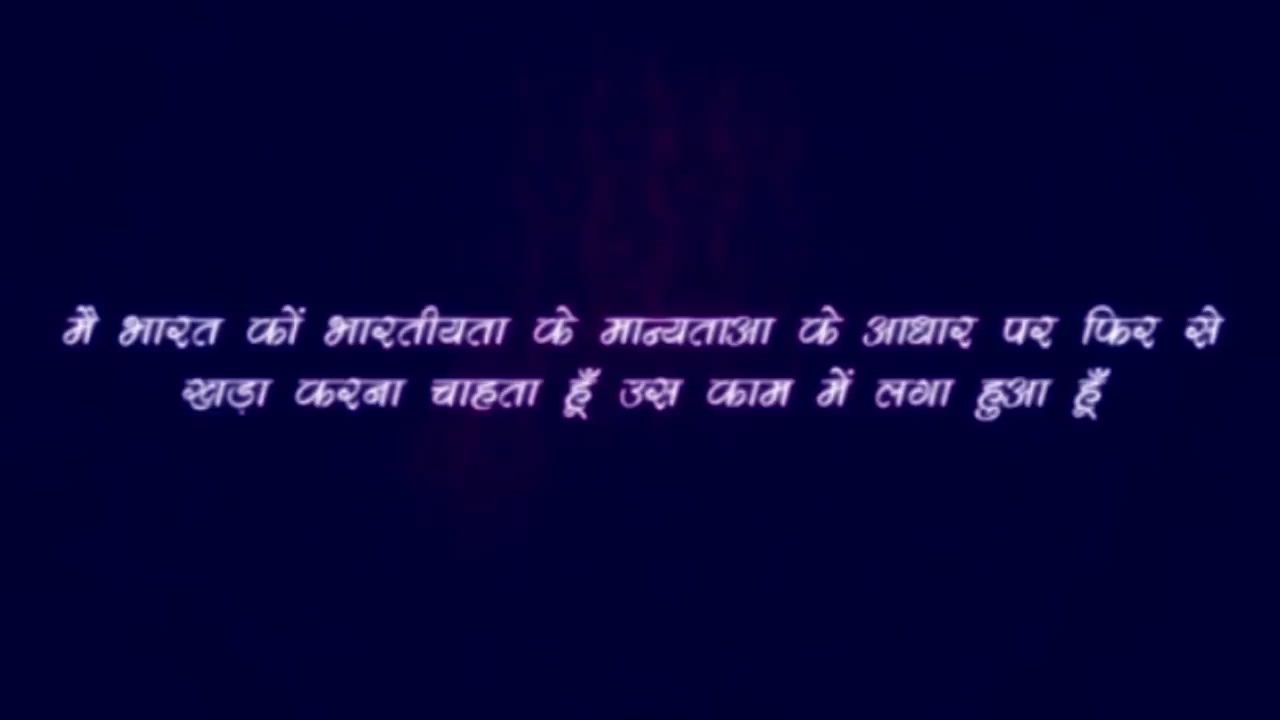 मै भारत कों भारतीयता के मान्यताआ के आधार पर फिर से
खड़ा करना चाहता हूँ उस काम में लगा हुआ हूँ